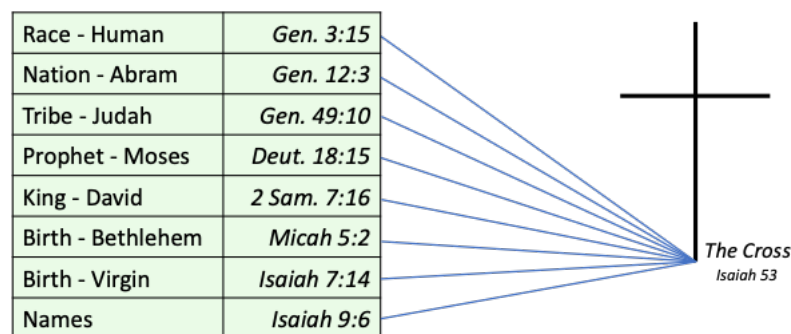 Race - Human Gen. 3:15
Nation - Abram Gen. 12:3
Tribe - Judah Gen. 49:10
Prophet - Moses Deut. 18:15
King - David 2 Sam. 7:16
Birth - Bethlehem Micah 5:2
Birth - Virgin Isaiah 7:14
Names Isaiah 9:6
The Cross
Isaiah 53